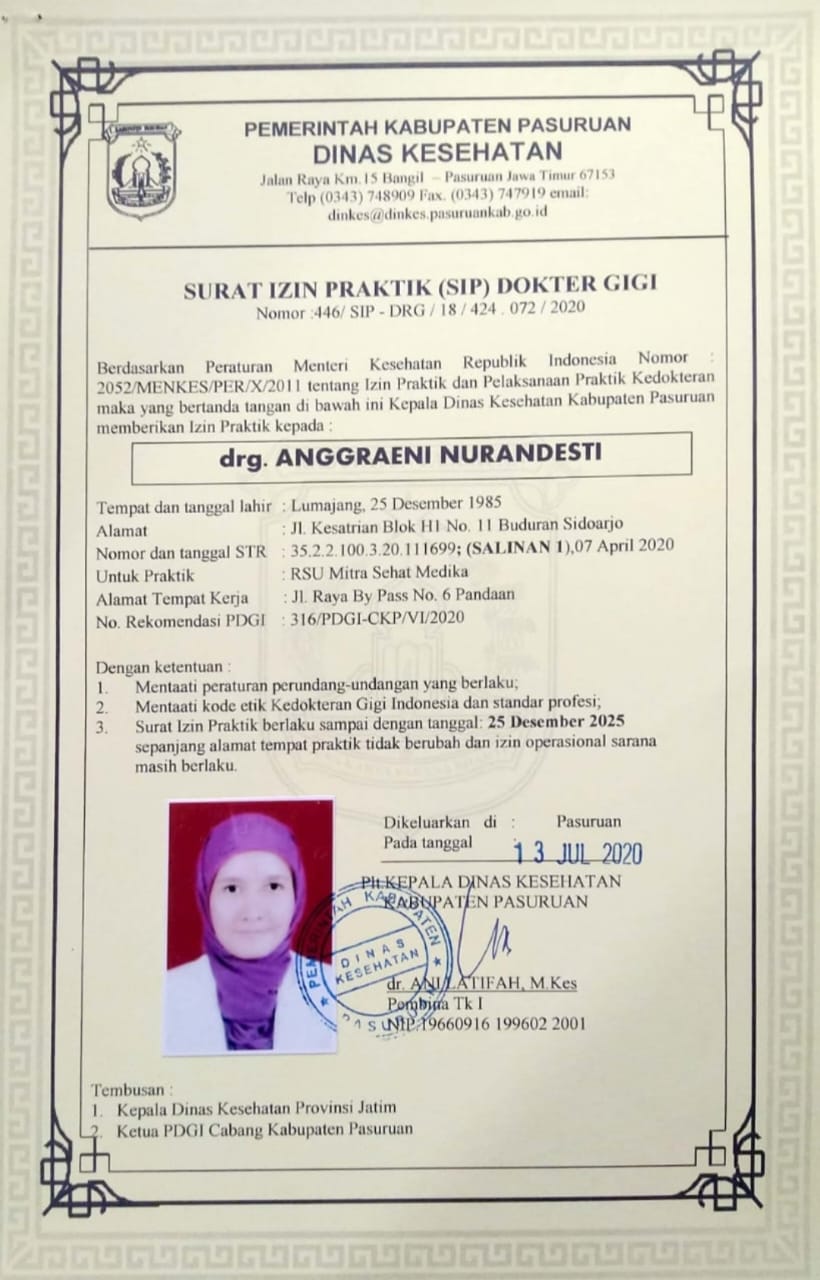 KABUPATEN PASURUAN
PEMERINTAH KABUPATEN PASURUAN
DINAS KESEHATAN
Jalan Raya Km.15 Bangil – Pasuruan Jawa Timur 67153
Telp (0343) 748909 Fax. (0343) 747919 email:
dinkes@dinkes.pasuruankab.go.id
SURAT IZIN PRAKTIK (SIP) DOKTER GIGI
Nomor :446/ SIP - DRG / 18 / 424 . 072 / 2020
Berdasarkan Peraturan Menteri Kesehatan Republik Indonesia Nomor :
2052/MENKES/PER/X/2011 tentang Izin Praktik dan Pelaksanaan Praktik Kedokteran
maka yang bertanda tangan di bawah ini Kepala Dinas Kesehatan Kabupaten Pasuruan
memberikan Izin Praktik kepada :
drg. ANGGRAENI NURANDESTI
Tempat dan tanggal lahir : Lumajang, 25 Desember 1985
Alamat : Jl. Kesatrian Blok H1 No. 11 Buduran Sidoarjo
Nomor dan tanggal STR : 35.2.2.100.3.20.111699; (SALINAN 1),07 April 2020
Untuk Praktik : RSU Mitra Sehat Medika
Alamat Tempat Kerja : Jl. Raya By Pass No. 6 Pandaan
No. Rekomendasi PDGI : 316/PDGI-CKP/VI/2020
Dengan ketentuan :
1. Mentaati peraturan perundang-undangan yang berlaku;
2. Mentaati kode etik Kedokteran Gigi Indonesia dan standar profesi;
3. Surat Izin Praktik berlaku sampai dengan tanggal: 25 Desember 2025
sepanjang alamat tempat praktik tidak berubah dan izin operasional sarana
masih berlaku.
Dikeluarkan di : Pasuruan
Pada tanggal : 13 JUL 2020
Plt.KEPALA DINAS KESEHATAN
KABUPATEN PASURUAN
PEMERINTAH KABUPATEN
DINAS
KESEHATAN
PASURUAN
dr. ANI LATIFAH, M.Kes
Pembina Tk I
NIP.19660916 199602 2001
Tembusan :
1. Kepala Dinas Kesehatan Provinsi Jatim
2. Ketua PDGI Cabang Kabupaten Pasuruan